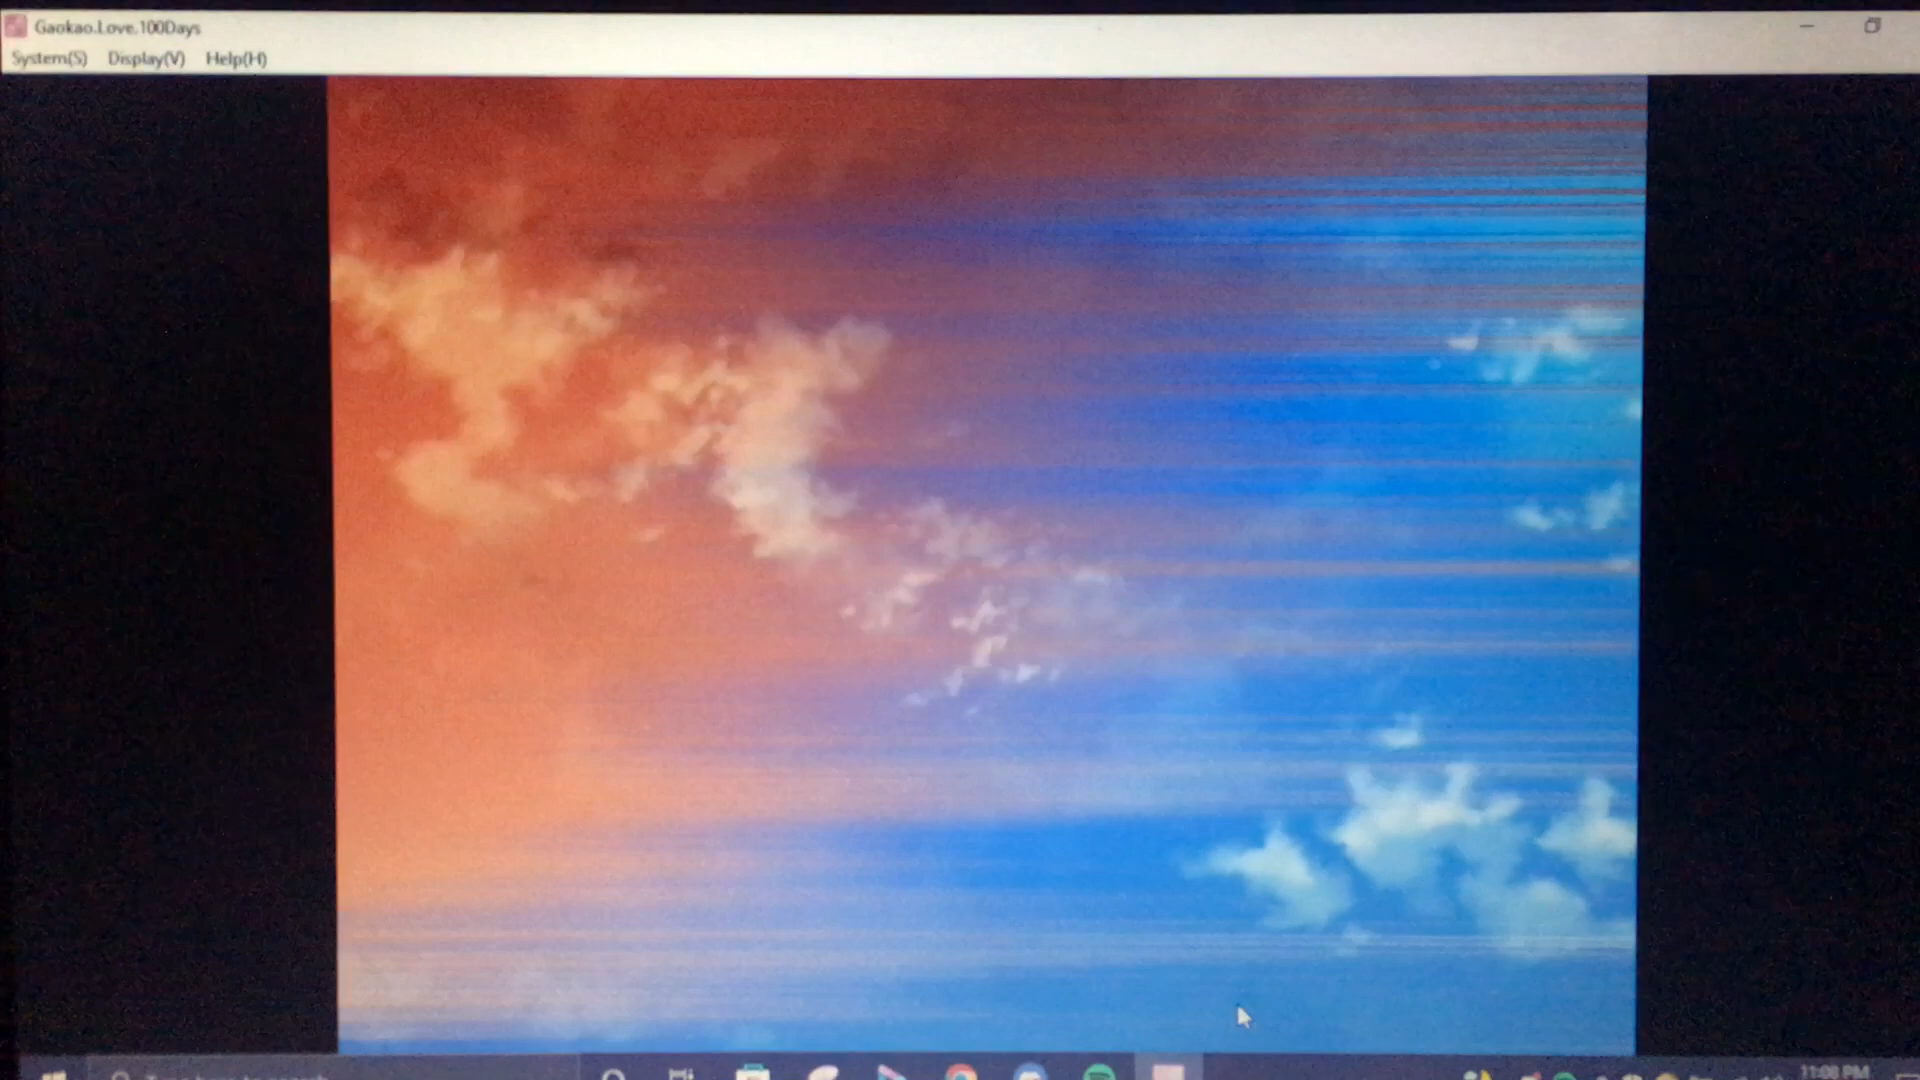 Gaokao.Love.100Days
System(S) Display(V) Help(H)
11:08 PM